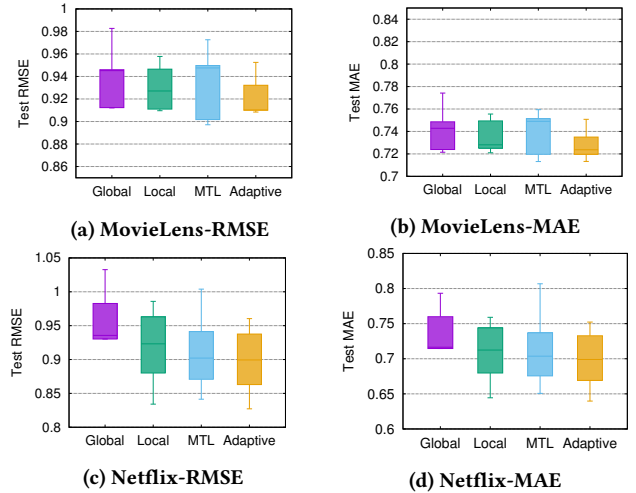 1
0.98
0.96
0.94
0.92
0.9
0.88
0.86
Test RMSE
Global Local MTL Adaptive
(a) MovieLens-RMSE
0.84
0.82
0.8
0.78
0.76
0.74
0.72
0.7
Test MAE
Global Local MTL Adaptive
(b) MovieLens-MAE
1.05
1
0.95
0.9
0.85
0.8
Test RMSE
Global Local MTL Adaptive
(c) Netflix-RMSE
0.85
0.8
0.75
0.7
0.65
0.6
Test MAE
Global Local MTL Adaptive
(d) Netflix-MAE